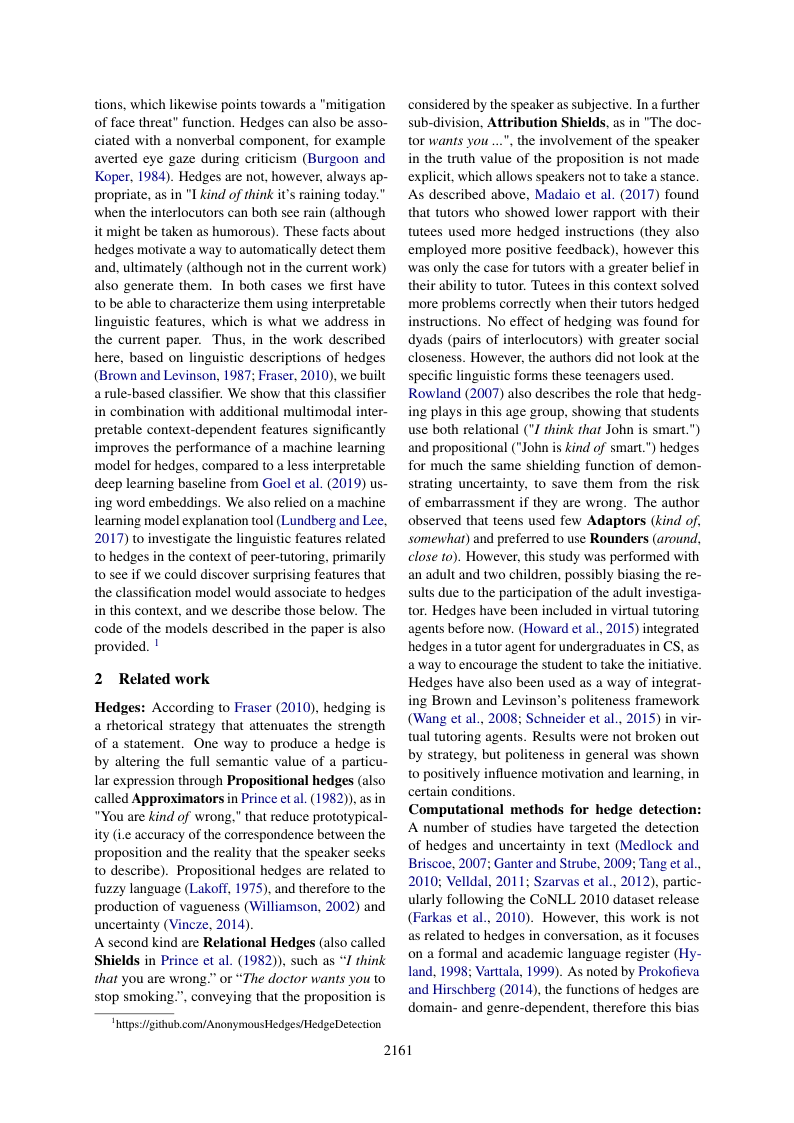 tions, which likewise points towards a "mitigation
of face threat" function. Hedges can also be asso-
ciated with a nonverbal component, for example
averted eye gaze during criticism (Burgoon and
Koper, 1984). Hedges are not, however, always ap-
propriate, as in "I kind of think it's raining today."
when the interlocutors can both see rain (although
it might be taken as humorous). These facts about
hedges motivate a way to automatically detect them
and, ultimately (although not in the current work)
also generate them. In both cases we first have
to be able to characterize them using interpretable
linguistic features, which is what we address in
the current paper. Thus, in the work described
here, based on linguistic descriptions of hedges
(Brown and Levinson, 1987; Fraser, 2010), we built
a rule-based classifier. We show that this classifier
in combination with additional multimodal inter-
pretable context-dependent features significantly
improves the performance of a machine learning
model for hedges, compared to a less interpretable
deep learning baseline from Goel et al. (2019) us-
ing word embeddings. We also relied on a machine
learning model explanation tool (Lundberg and Lee,
2017) to investigate the linguistic features related
to hedges in the context of peer-tutoring, primarily
to see if we could discover surprising features that
the classification model would associate to hedges
in this context, and we describe those below. The
code of the models described in the paper is also
provided. 1
2 Related work
Hedges: According to Fraser (2010), hedging is
a rhetorical strategy that attenuates the strength
of a statement. One way to produce a hedge is
by altering the full semantic value of a particu-
lar expression through Propositional hedges (also
called Approximators in Prince et al. (1982)), as in
"You are kind of wrong," that reduce prototypical-
ity (i.e accuracy of the correspondence between the
proposition and the reality that the speaker seeks
to describe). Propositional hedges are related to
fuzzy language (Lakoff, 1975), and therefore to the
production of vagueness (Williamson, 2002) and
uncertainty (Vincze, 2014).
A second kind are Relational Hedges (also called
Shields in Prince et al. (1982)), such as “I think
that you are wrong.” or “The doctor wants you to
stop smoking.”, conveying that the proposition is
1https://github.com/AnonymousHedges/HedgeDetection
considered by the speaker as subjective. In a further
sub-division, Attribution Shields, as in "The doc-
tor wants you ...", the involvement of the speaker
in the truth value of the proposition is not made
explicit, which allows speakers not to take a stance.
As described above, Madaio et al. (2017) found
that tutors who showed lower rapport with their
tutees used more hedged instructions (they also
employed more positive feedback), however this
was only the case for tutors with a greater belief in
their ability to tutor. Tutees in this context solved
more problems correctly when their tutors hedged
instructions. No effect of hedging was found for
dyads (pairs of interlocutors) with greater social
closeness. However, the authors did not look at the
specific linguistic forms these teenagers used.
Rowland (2007) also describes the role that hedg-
ing plays in this age group, showing that students
use both relational ("I think that John is smart.")
and propositional ("John is kind of smart.") hedges
for much the same shielding function of demon-
strating uncertainty, to save them from the risk
of embarrassment if they are wrong. The author
observed that teens used few Adaptors (kind of,
somewhat) and preferred to use Rounders (around,
close to). However, this study was performed with
an adult and two children, possibly biasing the re-
sults due to the participation of the adult investiga-
tor. Hedges have been included in virtual tutoring
agents before now. (Howard et al., 2015) integrated
hedges in a tutor agent for undergraduates in CS, as
a way to encourage the student to take the initiative.
Hedges have also been used as a way of integrat-
ing Brown and Levinson's politeness framework
(Wang et al., 2008; Schneider et al., 2015) in vir-
tual tutoring agents. Results were not broken out
by strategy, but politeness in general was shown
to positively influence motivation and learning, in
certain conditions.
Computational methods for hedge detection:
A number of studies have targeted the detection
of hedges and uncertainty in text (Medlock and
Briscoe, 2007; Ganter and Strube, 2009; Tang et al.,
2010; Velldal, 2011; Szarvas et al., 2012), partic-
ularly following the CoNLL 2010 dataset release
(Farkas et al., 2010). However, this work is not
as related to hedges in conversation, as it focuses
on a formal and academic language register (Hy-
land, 1998; Varttala, 1999). As noted by Prokofieva
and Hirschberg (2014), the functions of hedges are
domain- and genre-dependent, therefore this bias
2161